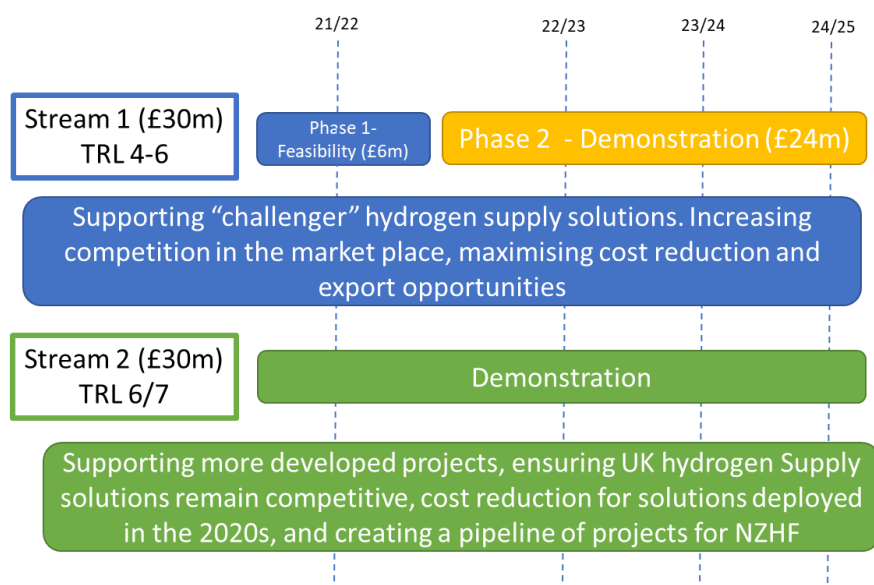 21/22
22/23
23/24
24/25
Stream 1 (£30m)
TRL 4-6
Phase 1-
Feasibility (£6m)
Phase 2 - Demonstration (£24m)
Supporting “challenger” hydrogen supply solutions. Increasing
competition in the market place, maximising cost reduction and
export opportunities
Stream 2 (£30m)
TRL 6/7
Demonstration
Supporting more developed projects, ensuring UK hydrogen Supply
solutions remain competitive, cost reduction for solutions deployed
in the 2020s, and creating a pipeline of projects for NZHF